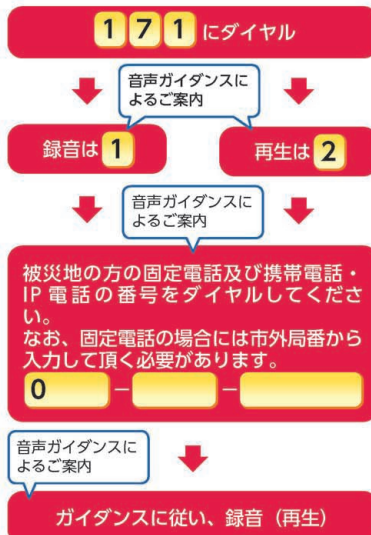 171にダイヤル
音声ガイダンスに
よるご案内
録音は1
再生は2
音声ガイダンスに
よるご案内
被災地の方の固定電話及び携帯電話・
IP電話の番号をダイヤルしてくださ
い。
なお、固定電話の場合には市外局番から
入力して頂く必要があります。
0 － －
音声ガイダンスに
よるご案内
ガイダンスに従い、録音（再生）